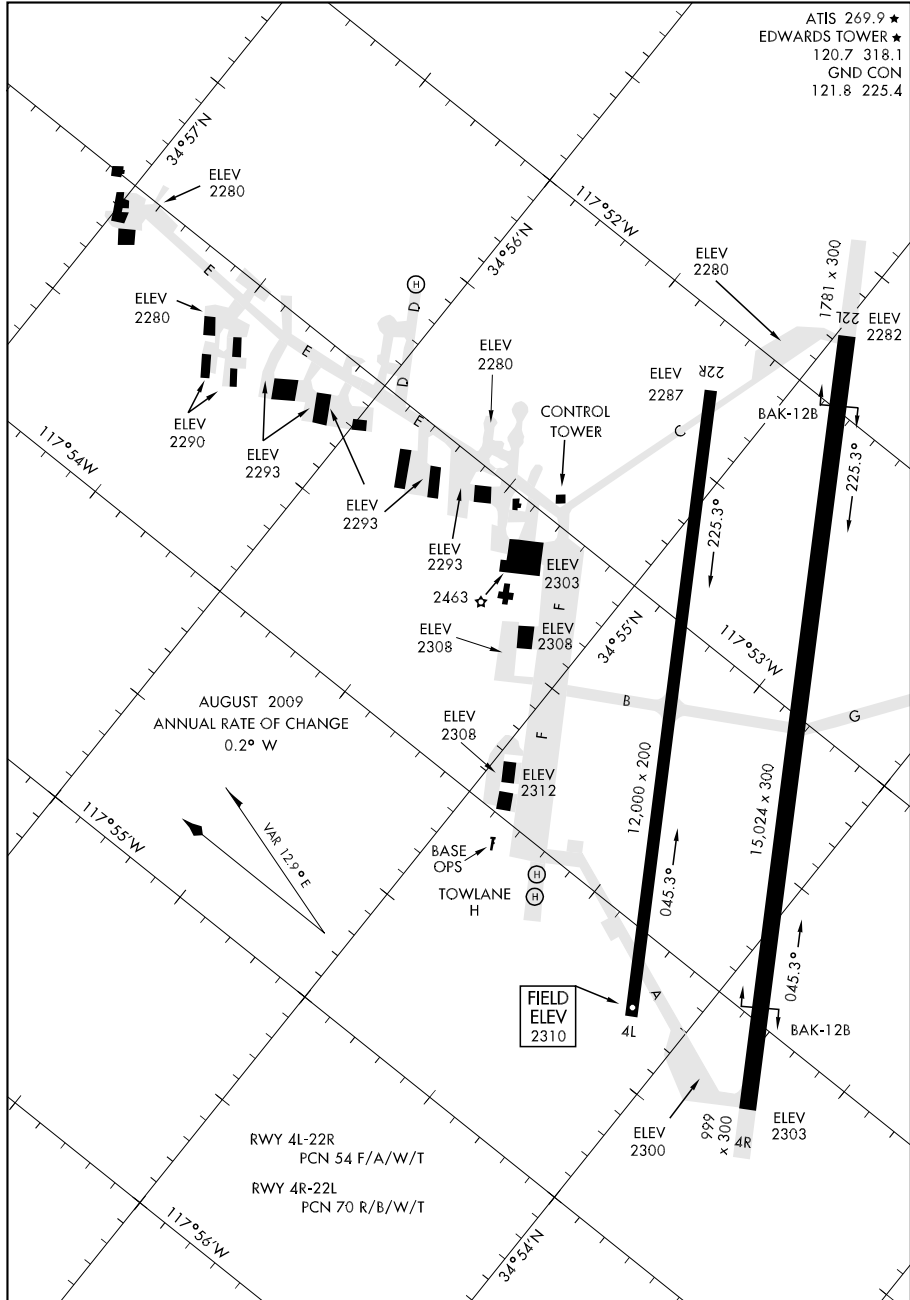 ATIS 269.9 ★
EDWARDS TOWER ★
120.7 318.1
GND CON
121.8 225.4
34°57'N
ELEV
2280
117°52'W
34°56'N
ELEV
2280
1781 x 300
22L
ELEV
2282
E
H
D
ELEV
2280
E
D
ELEV
2280
ELEV
2287
22R
BAK-12B
E
CONTROL
TOWER
C
ELEV
2290
ELEV
2293
117°54'W
225.3°
225.3°
ELEV
2293
ELEV
2293
ELEV
2303
2463
F
34°55'N
ELEV
2308
ELEV
2308
117°53'W
AUGUST 2009
ANNUAL RATE OF CHANGE
0.2° W
B
G
F
ELEV
2308
ELEV
2312
12,000 x 200
15,024 x 300
117°55'W
VAR 12.9° E
BASE
OPS
TOWLANE
H
H
H
045.3°
045.3°
FIELD
ELEV
2310
A
4L
BAK-12B
ELEV
2300
999
x 300
4R
ELEV
2303
RWY 4L-22R
PCN 54 F/A/W/T
RWY 4R-22L
PCN 70 R/B/W/T
117°56'W
34°54'N